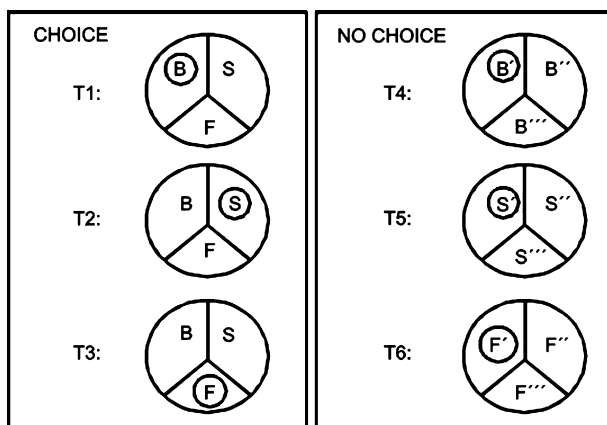 CHOICE
T1:
B
S
F
T2:
B
S
F
T3:
B
S
F
NO CHOICE
T4:
B´
B´´
B´´´
T5:
S´
S´´
S´´´
T6:
F´
F´´
F´´´